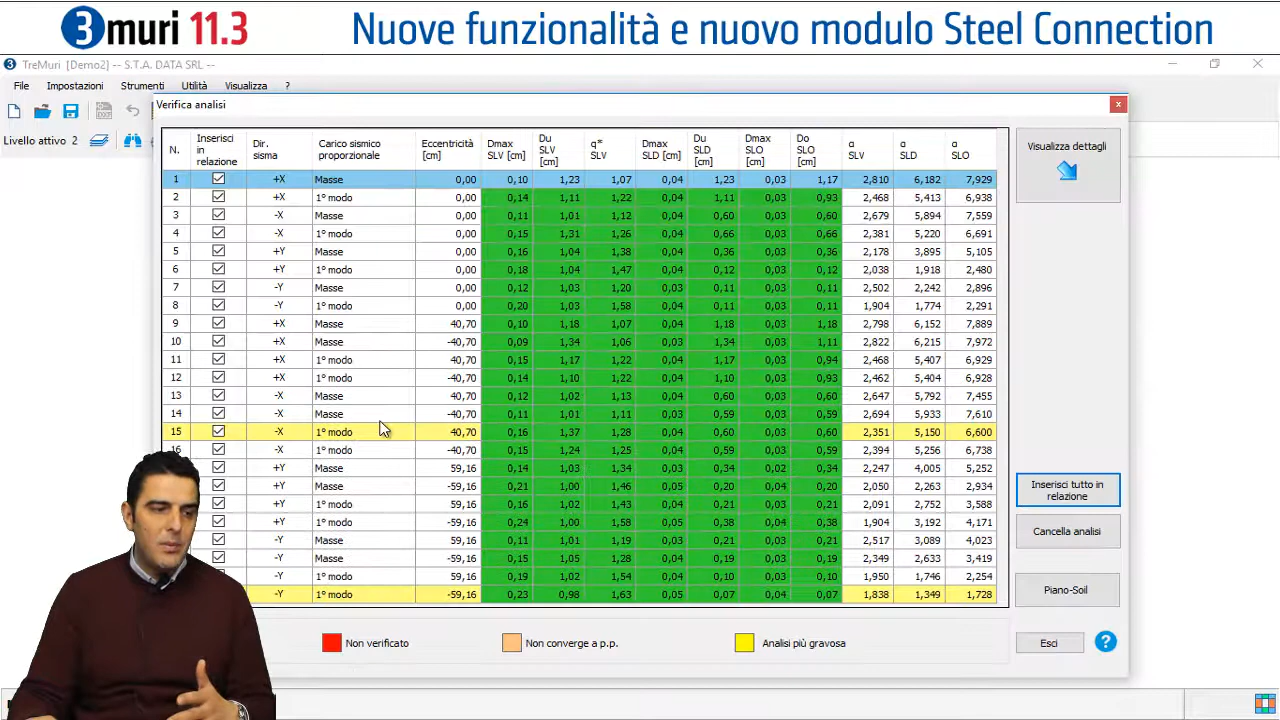 3muri 11.3
Nuove funzionalità e nuovo modulo Steel Connection
TreMuri [Demo2] -- S.T.A. DATA SRL --
File Impostazioni Strumenti Utilità Visualizza ?
Livello attivo 2
Verifica analisi
N. Inserisci in relazione Dir. sisma Carico sismico proporzionale Eccentricità [cm] Dmax SLV [cm] Du SLV [cm] q* SLV Dmax SLD [cm] Du SLD [cm] Dmax SLO [cm] Do SLO [cm] α SLV α SLD α SLO
1 +X Masse 0,00 0,10 1,23 1,07 0,04 1,23 0,03 1,17 2,810 6,182 7,929
2 +X 1° modo 0,00 0,14 1,11 1,22 0,04 1,11 0,03 0,93 2,468 5,413 6,938
3 -X Masse 0,00 0,11 1,01 1,12 0,04 0,60 0,03 0,60 2,679 5,894 7,559
4 -X 1° modo 0,00 0,15 1,31 1,26 0,04 0,66 0,03 0,66 2,381 5,220 6,691
5 +Y Masse 0,00 0,16 1,04 1,38 0,04 0,36 0,03 0,36 2,178 3,895 5,105
6 +Y 1° modo 0,00 0,18 1,04 1,47 0,04 0,12 0,03 0,12 2,038 1,918 2,480
7 -Y Masse 0,00 0,12 1,03 1,20 0,03 0,11 0,03 0,11 2,502 2,242 2,896
8 -Y 1° modo 0,00 0,20 1,03 1,58 0,04 0,11 0,03 0,11 1,904 1,774 2,291
9 +X Masse 40,70 0,10 1,18 1,07 0,04 1,18 0,03 1,18 2,798 6,152 7,889
10 +X Masse -40,70 0,09 1,34 1,06 0,03 1,34 0,03 1,11 2,822 6,215 7,972
11 +X 1° modo 40,70 0,15 1,17 1,22 0,04 1,17 0,03 0,94 2,468 5,407 6,929
12 +X 1° modo -40,70 0,14 1,10 1,22 0,04 1,10 0,03 0,93 2,462 5,404 6,928
13 -X Masse 40,70 0,12 1,02 1,13 0,04 0,60 0,03 0,60 2,647 5,792 7,455
14 -X Masse -40,70 0,11 1,01 1,11 0,03 0,59 0,03 0,59 2,694 5,933 7,610
15 -X 1° modo 40,70 0,16 1,37 1,28 0,04 0,60 0,03 0,60 2,351 5,150 6,600
16 -X 1° modo -40,70 0,15 1,24 1,25 0,04 0,59 0,03 0,59 2,394 5,256 6,738
+Y Masse 59,16 0,14 1,03 1,34 0,03 0,34 0,02 0,34 2,247 4,005 5,252
+Y Masse -59,16 0,21 1,00 1,46 0,05 0,20 0,04 0,20 2,050 2,263 2,934
+Y 1° modo 59,16 0,16 1,02 1,43 0,04 0,21 0,03 0,21 2,091 2,752 3,588
+Y 1° modo -59,16 0,24 1,00 1,58 0,05 0,38 0,04 0,38 1,904 3,192 4,171
-Y Masse 59,16 0,11 1,01 1,19 0,03 0,21 0,03 0,21 2,517 3,089 4,023
-Y Masse -59,16 0,15 1,05 1,28 0,04 0,19 0,03 0,19 2,349 2,633 3,419
-Y 1° modo 59,16 0,19 1,02 1,54 0,04 0,10 0,03 0,10 1,950 1,746 2,254
-Y 1° modo -59,16 0,23 0,98 1,63 0,05 0,07 0,04 0,07 1,838 1,349 1,728
Visualizza dettagli
Inserisci tutto in
relazione
Cancella analisi
Piano-Soil
Non verificato Non converge a p.p. Analisi più gravosa Esci ?